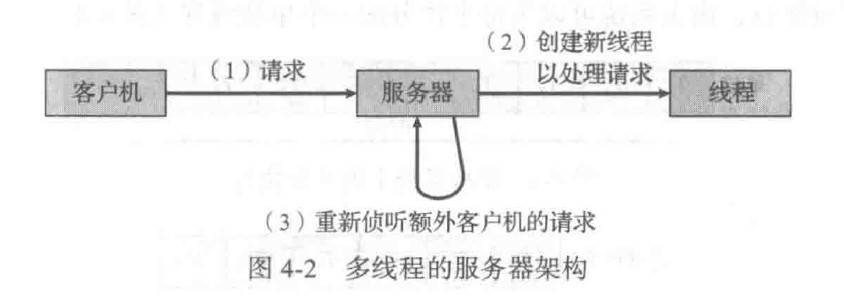 (1)请求
(2)创建新线程
以处理请求
客户机
服务器
线程
(3)重新侦听额外客户机的请求
图 4-2 多线程的服务器架构